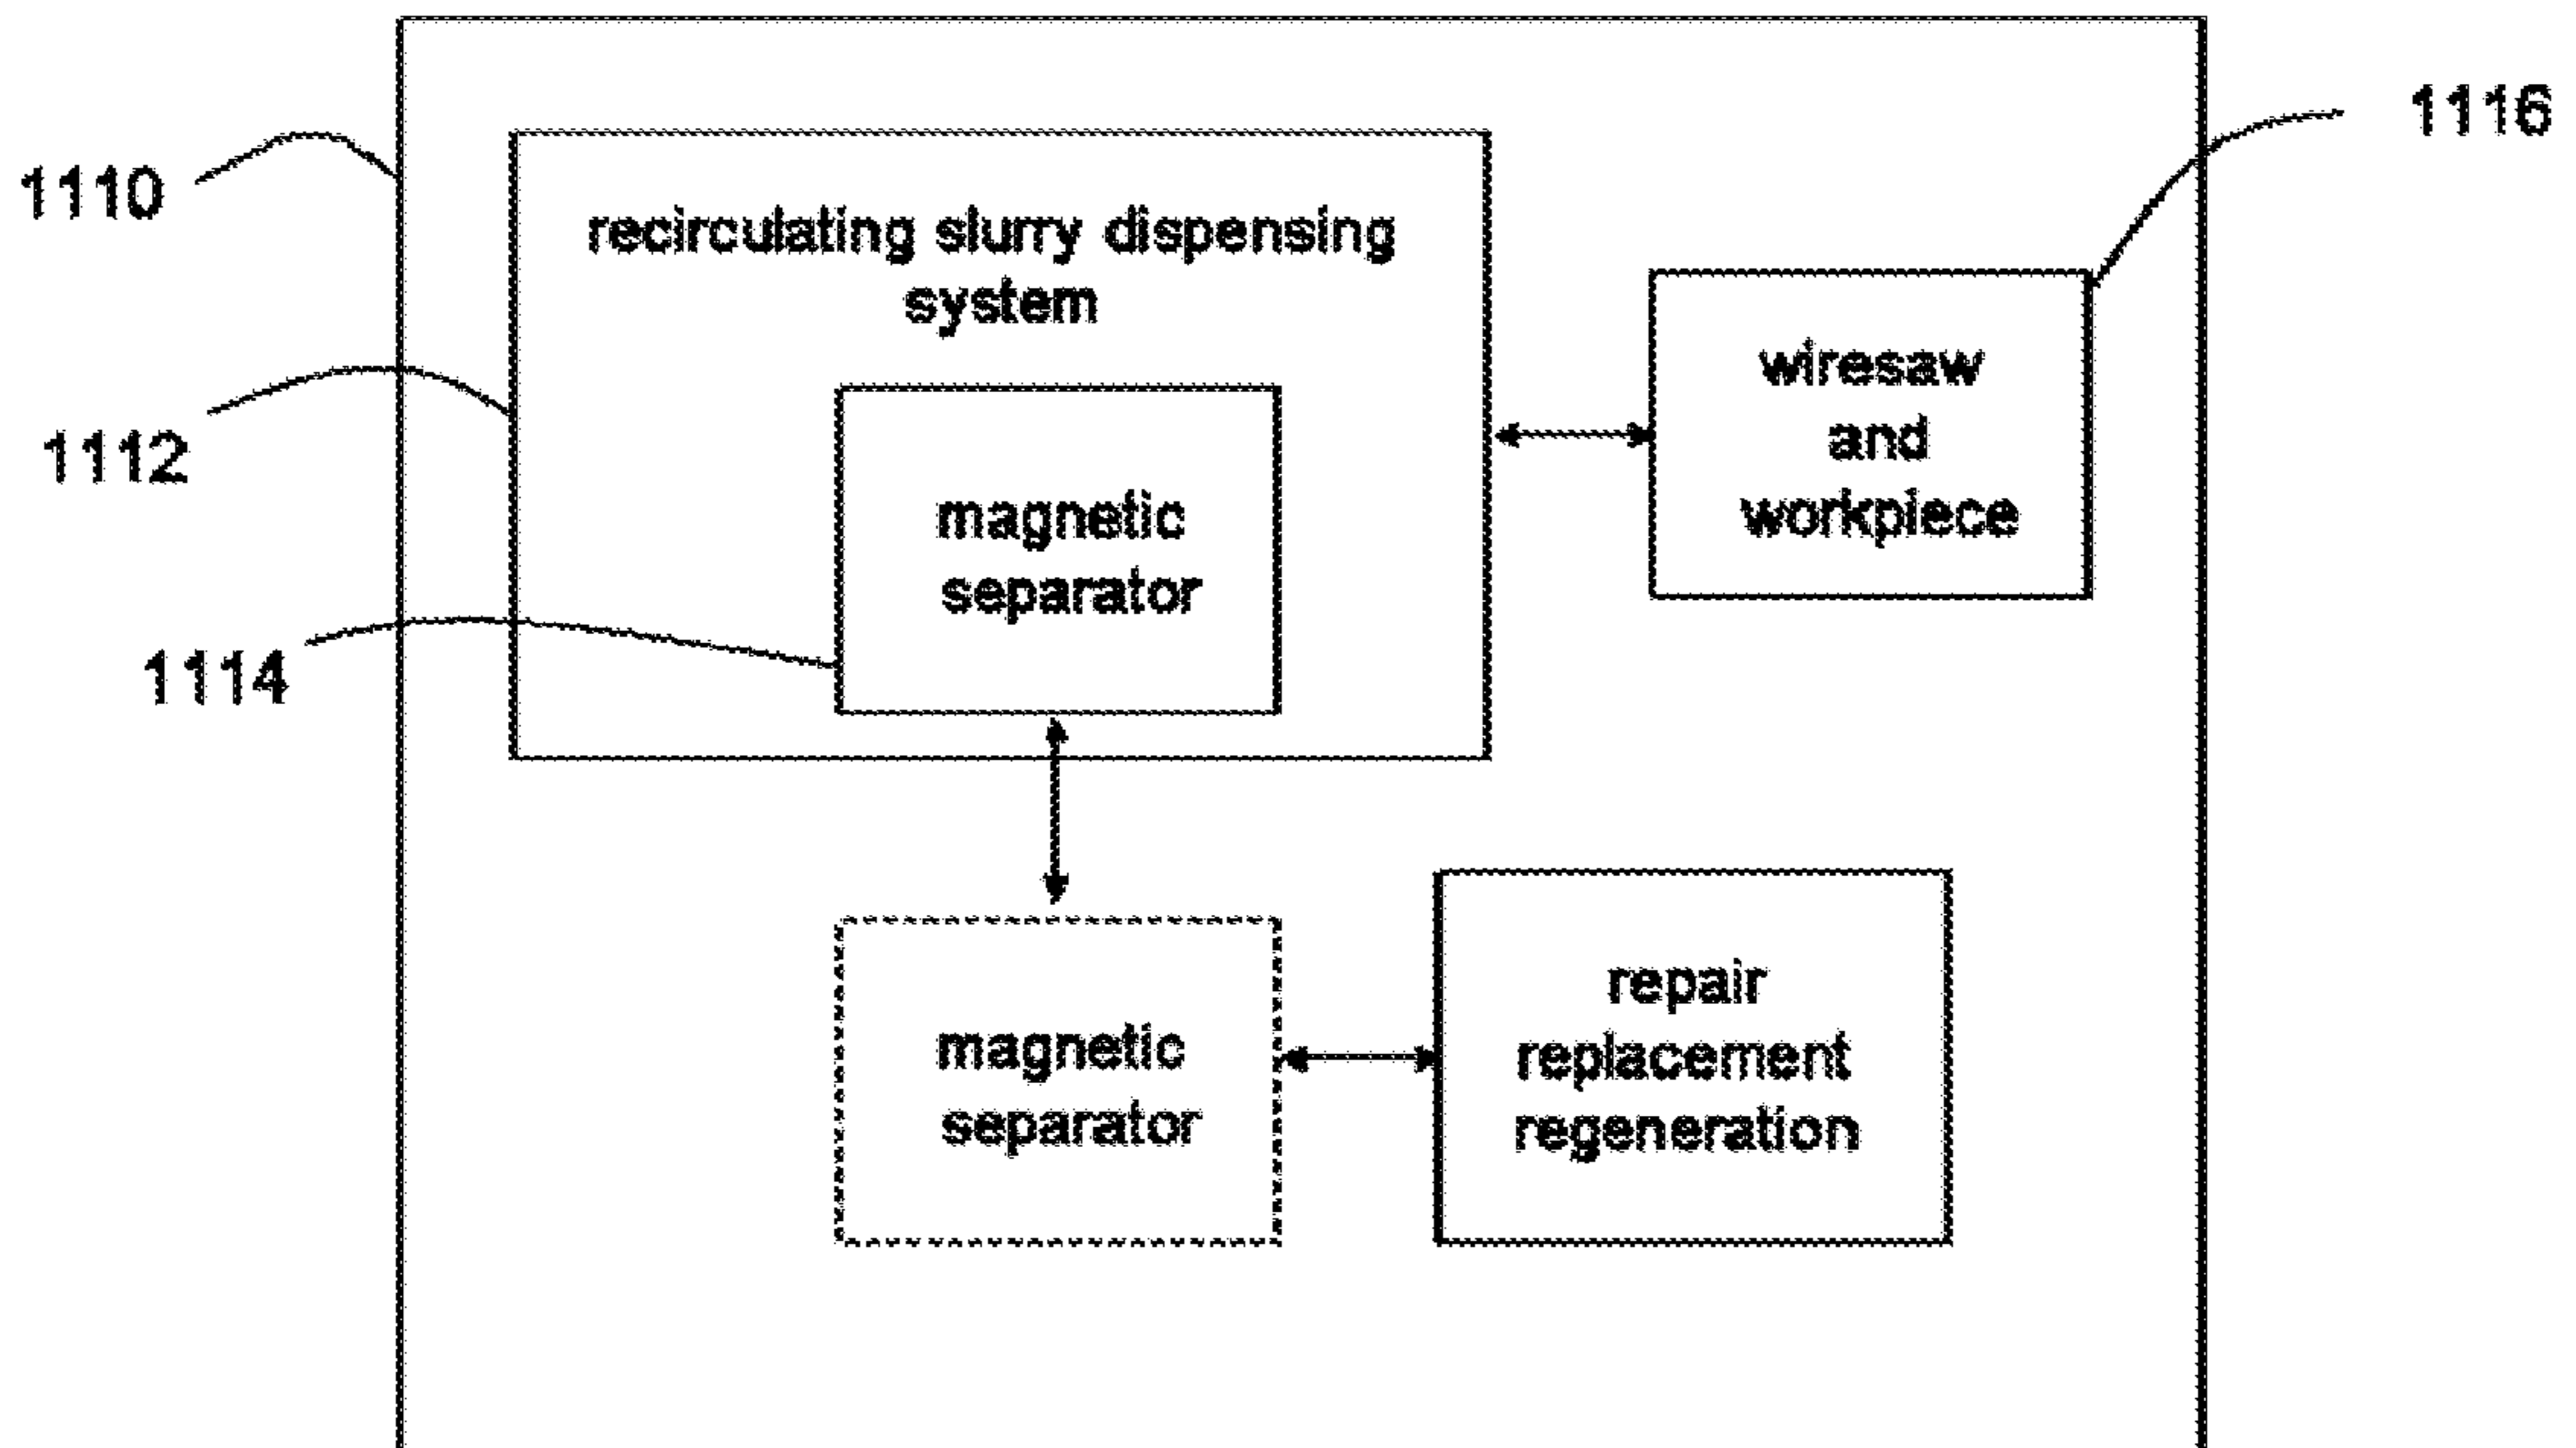 1116
1110
recirculating slurry dispensing
system
wiresaw
and
workpiece
1112
magnetic
separator
1114
magnetic
separator
repair
replacement
regeneration